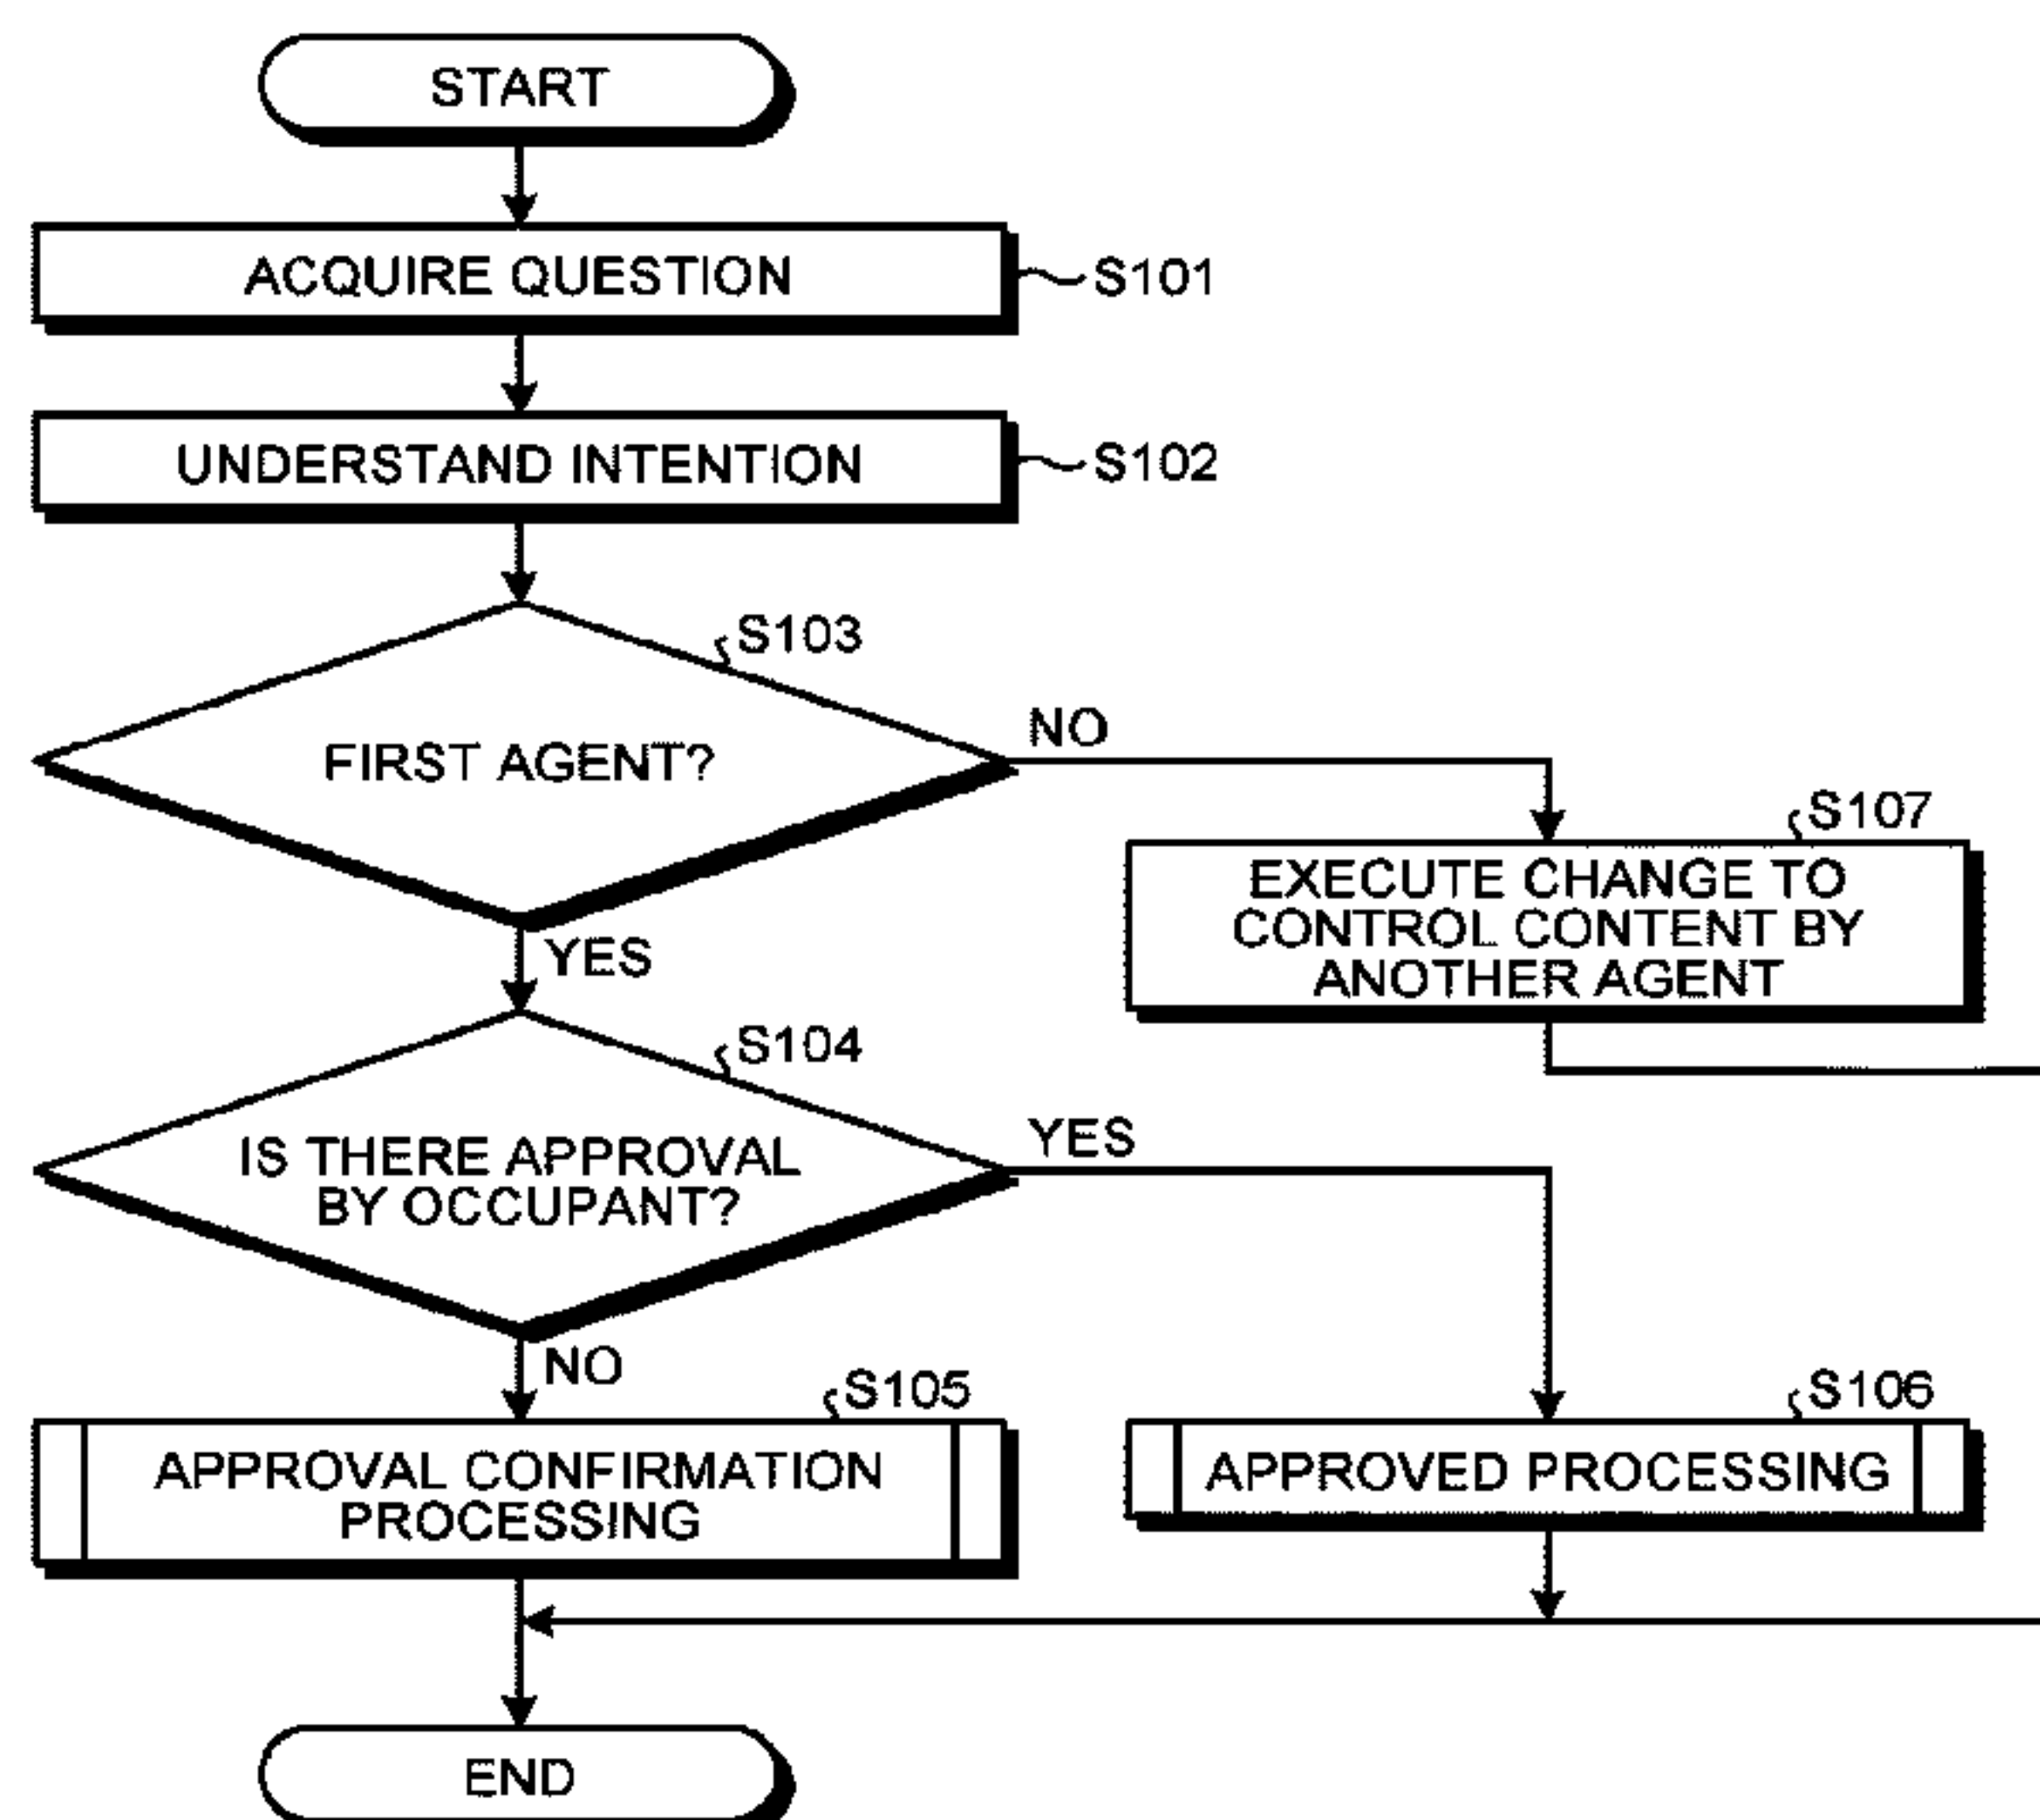 START
ACQUIRE QUESTION
S101
UNDERSTAND INTENTION
S102
S103
FIRST AGENT?
NO
YES
S107
EXECUTE CHANGE TO
CONTROL CONTENT BY
ANOTHER AGENT
S104
IS THERE APPROVAL
BY OCCUPANT?
YES
NO
S105
APPROVAL CONFIRMATION
PROCESSING
S106
APPROVED PROCESSING
END